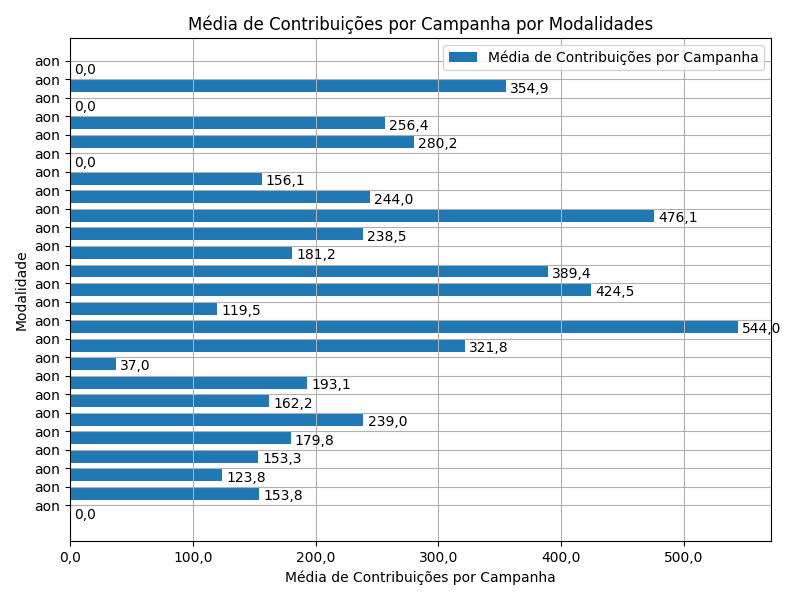 Média de Contribuições por Campanha por Modalidades
Média de Contribuições por Campanha
Modalidade
aon
0,0
aon
354,9
aon
0,0
aon
256,4
aon
280,2
aon
0,0
aon
156,1
aon
244,0
aon
476,1
aon
238,5
aon
181,2
aon
389,4
aon
424,5
aon
119,5
aon
544,0
aon
321,8
aon
37,0
aon
193,1
aon
162,2
aon
239,0
aon
179,8
aon
153,3
aon
123,8
aon
153,8
aon
0,0
0,0 100,0 200,0 300,0 400,0 500,0
Média de Contribuições por Campanha